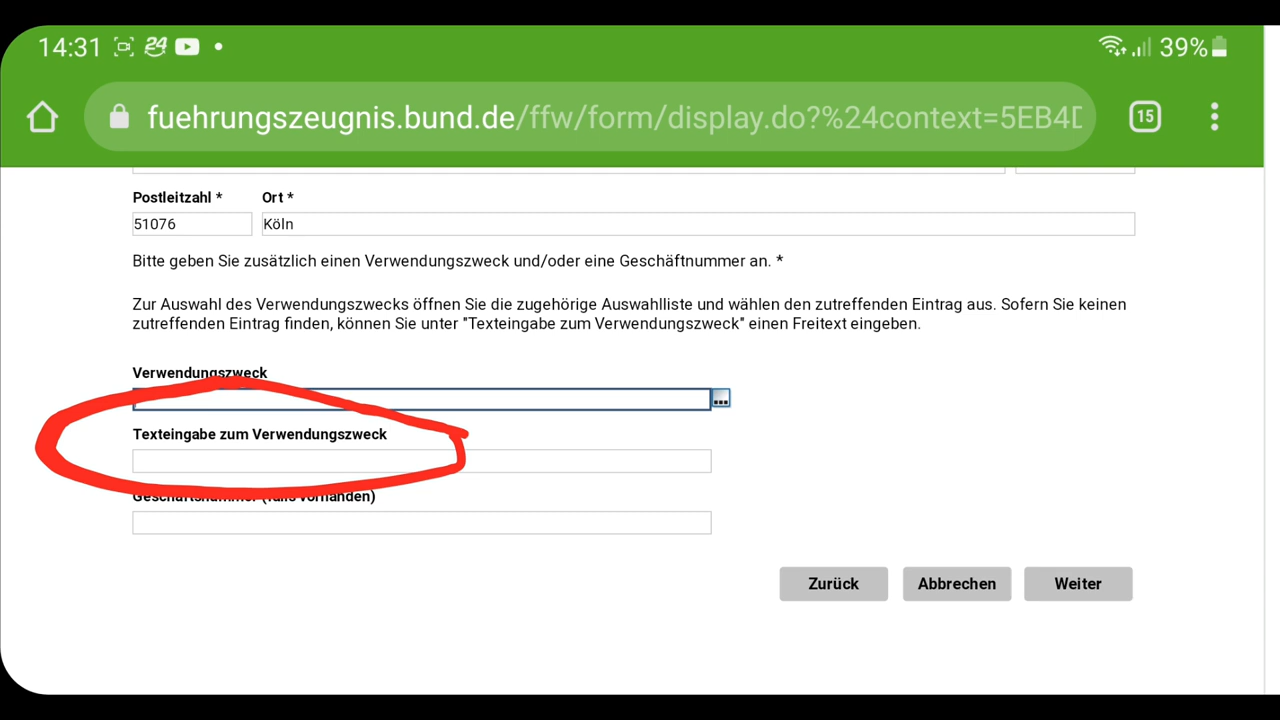 14:31 24 39%
fuehrungszeugnis.bund.de/ffw/form/display.do?%24context=5EB4D 15
Postleitzahl * Ort *
51076 Köln
Bitte geben Sie zusätzlich einen Verwendungszweck und/oder eine Geschäftnummer an. *
Zur Auswahl des Verwendungszwecks öffnen Sie die zugehörige Auswahlliste und wählen den zutreffenden Eintrag aus. Sofern Sie keinen
zutreffenden Eintrag finden, können Sie unter "Texteingabe zum Verwendungszweck" einen Freitext eingeben.
Verwendungszweck
...
Texteingabe zum Verwendungszweck
Geschäftsnummer (falls vorhanden)
Zurück Abbrechen Weiter